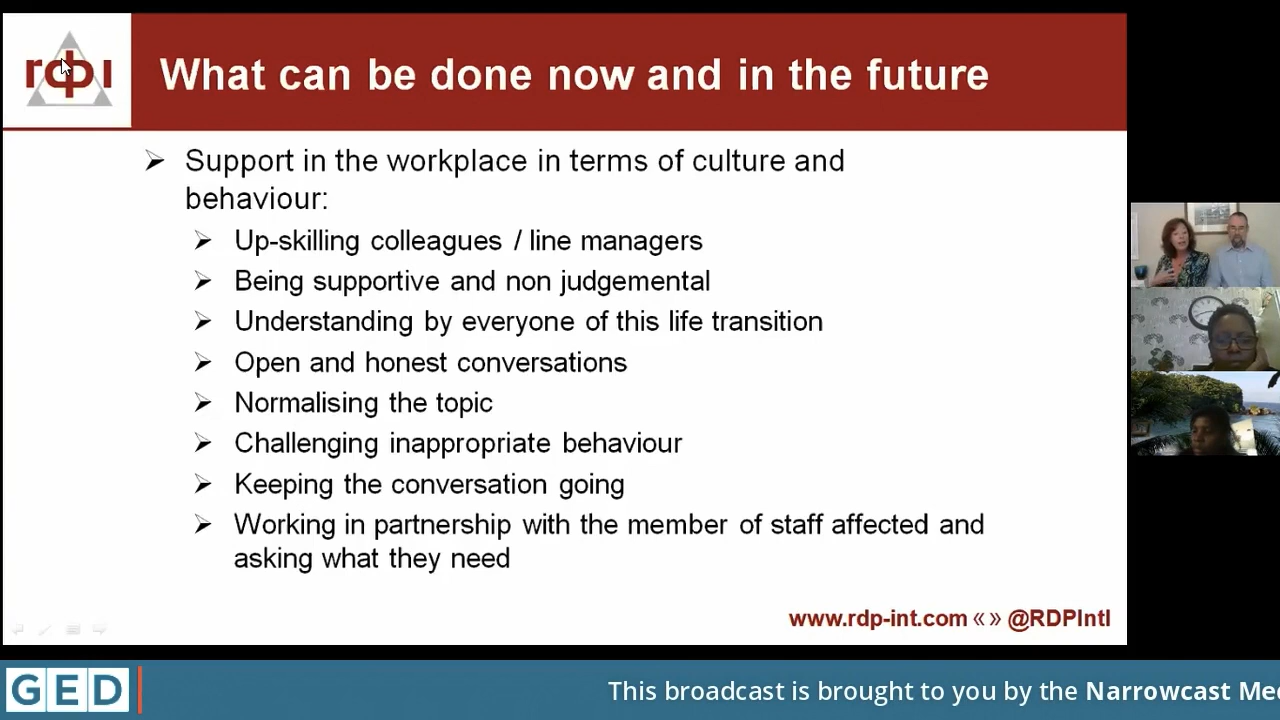 rdpi
What can be done now and in the future
Support in the workplace in terms of culture and
behaviour:
Up-skilling colleagues / line managers
Being supportive and non judgemental
Understanding by everyone of this life transition
Open and honest conversations
Normalising the topic
Challenging inappropriate behaviour
Keeping the conversation going
Working in partnership with the member of staff affected and
asking what they need
www.rdp-int.com «» @RDPIntl
GED
This broadcast is brought to you by the Narrowcast Me